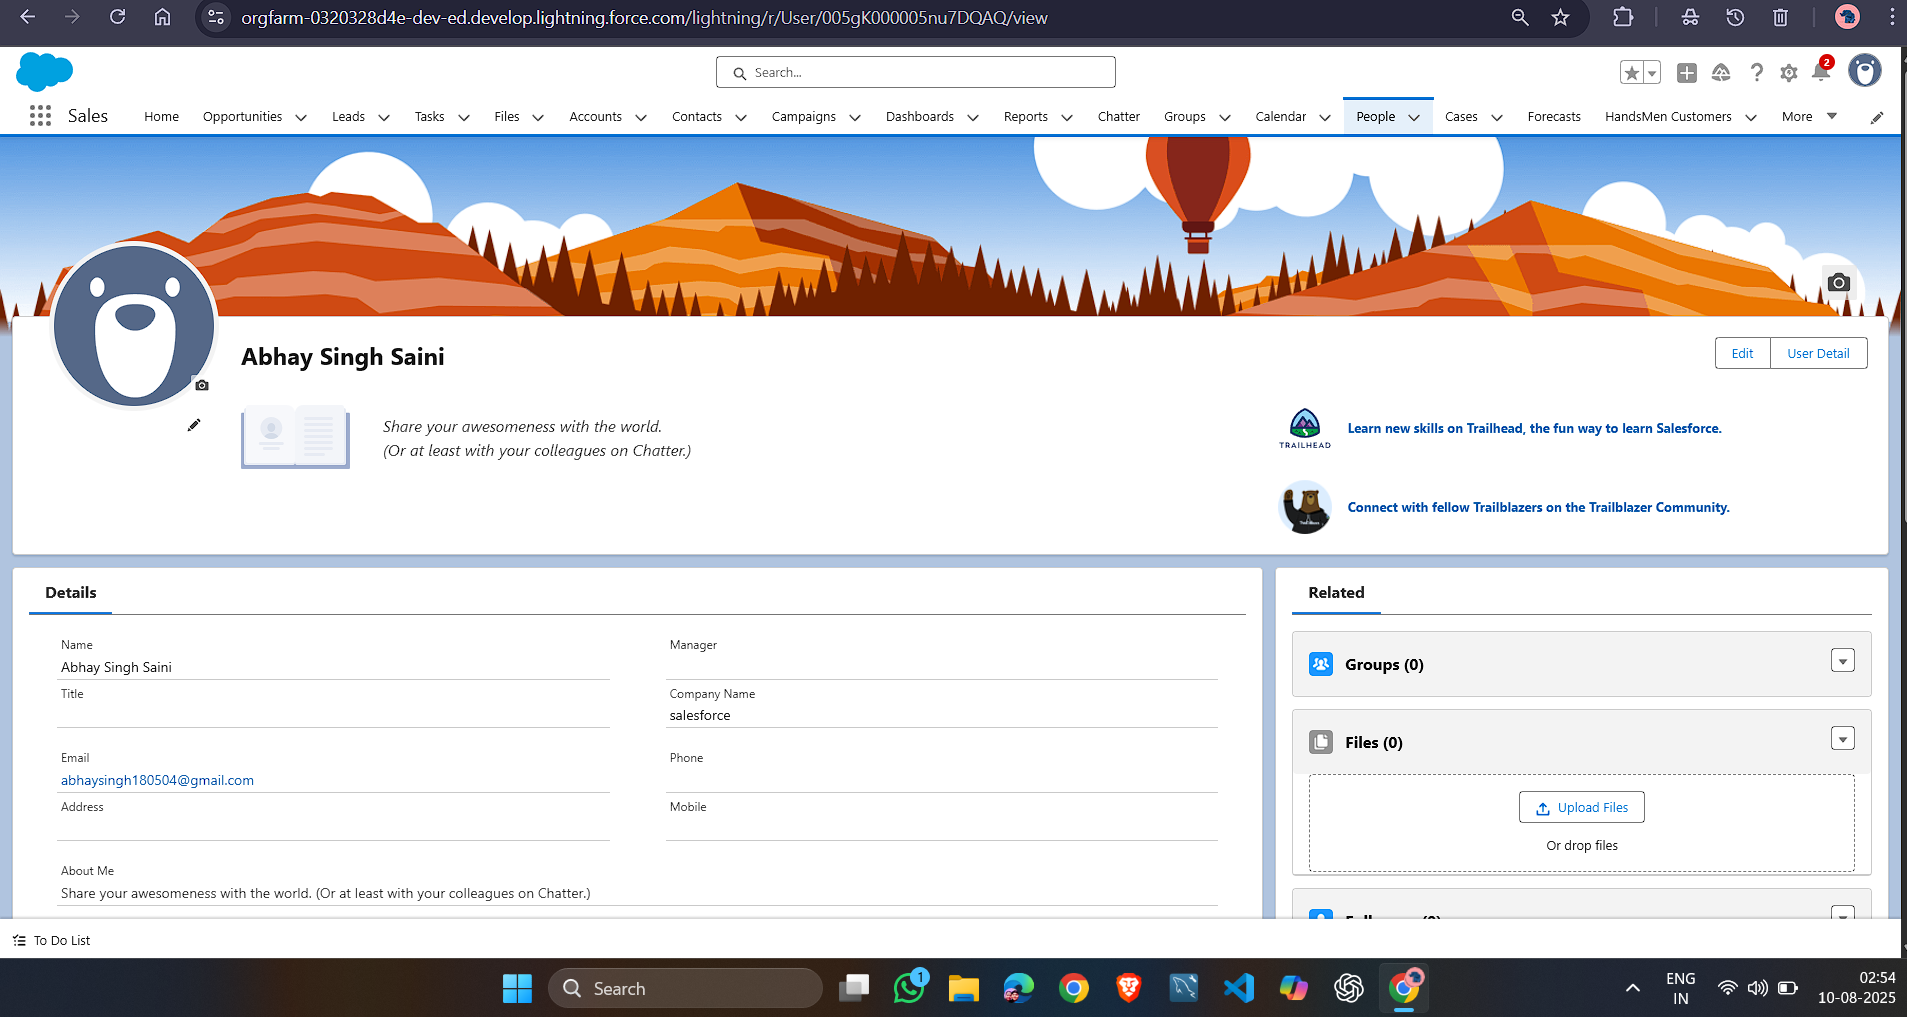 orgfarm-0320328d4e-dev-ed.develop.lightning.force.com/lightning/r/User/005gK000005nu7DQAQ/view
Search...
2
Sales Home Opportunities Leads Tasks Files Accounts Contacts Campaigns Dashboards Reports Chatter Groups Calendar People Cases Forecasts HandsMen Customers More
Abhay Singh Saini
Edit User Detail
Share your awesomeness with the world.
(Or at least with your colleagues on Chatter.)
TRAILHEAD
Learn new skills on Trailhead, the fun way to learn Salesforce.
Connect with fellow Trailblazers on the Trailblazer Community.
Details
Name
Abhay Singh Saini
Manager
Title
Company Name
salesforce
Email
abhaysingh180504@gmail.com
Phone
Address
Mobile
About Me
Share your awesomeness with the world. (Or at least with your colleagues on Chatter.)
Related
Groups (0)
Files (0)
Upload Files
Or drop files
To Do List
Search
1
ENG
IN
02:54
10-08-2025